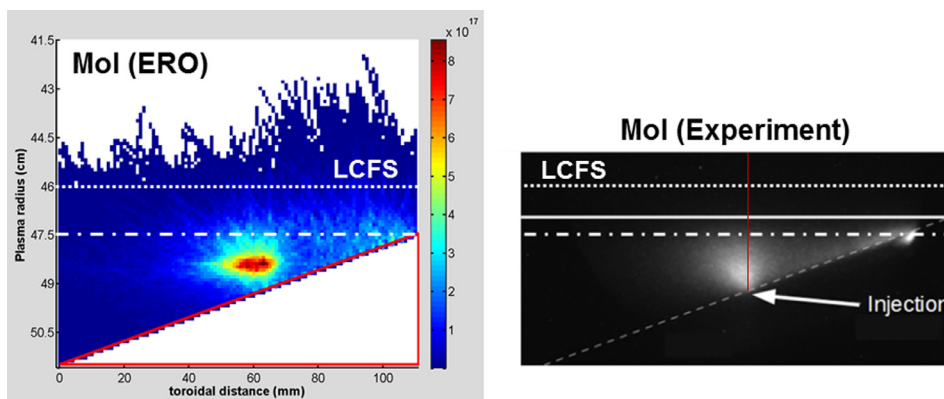 x 10 17
Mol (ERO)
LCFS
Plasma radius (cm)
41.5
43
44.5
46
47.5
49
50.5
0
20
40
60
80
100
toroidal distance (mm)
8
7
6
5
4
3
2
1
Mol (Experiment)
LCFS
Injection